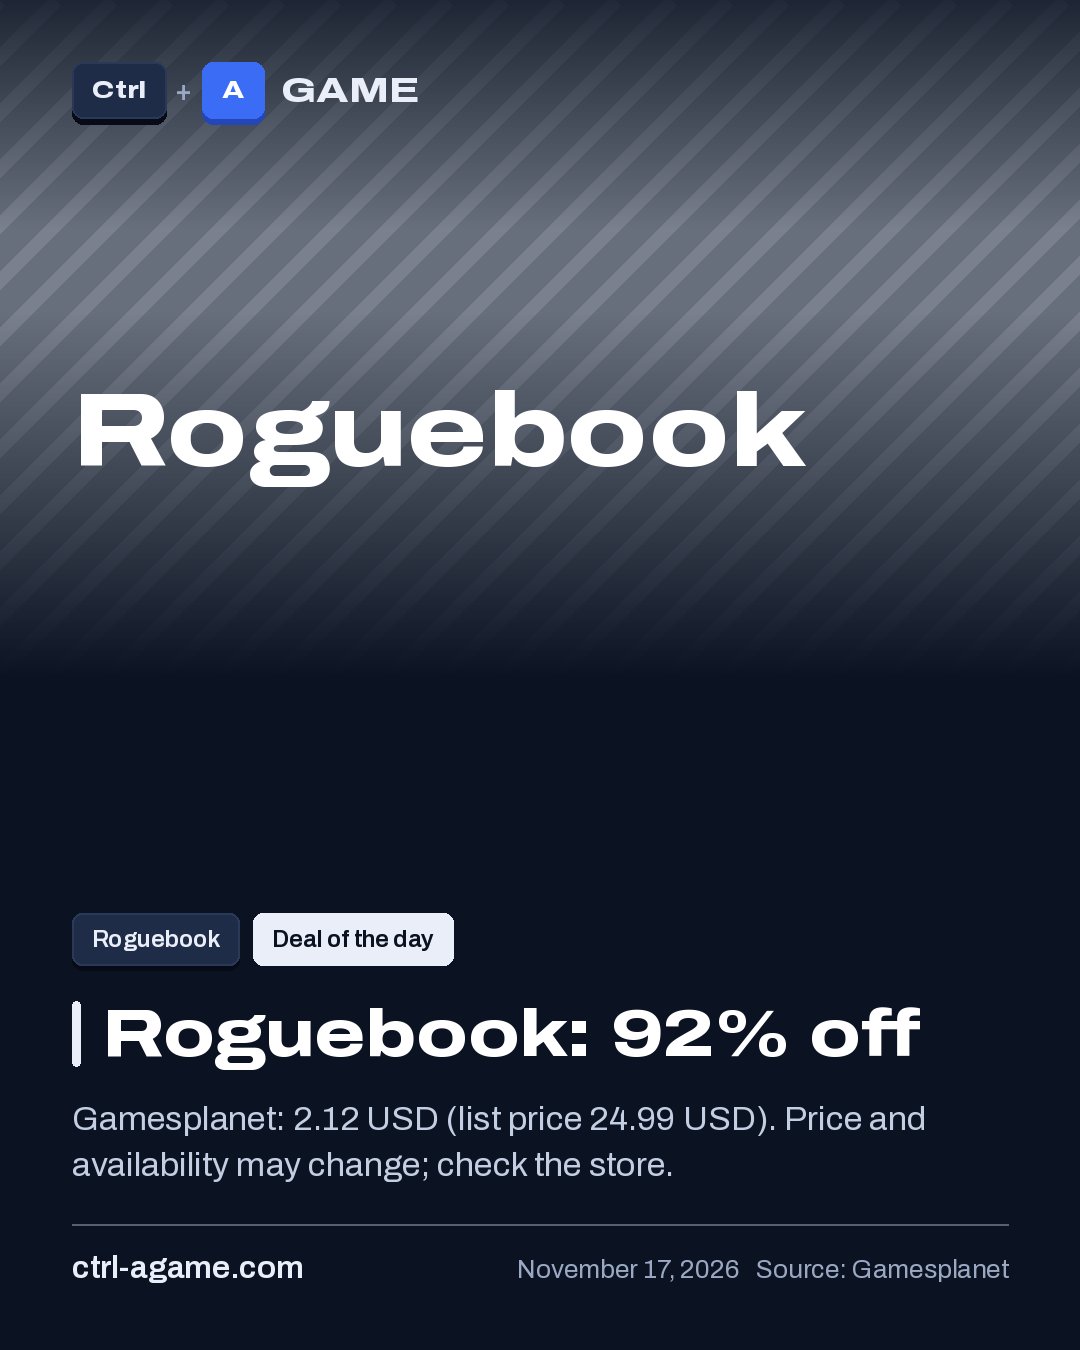 Ctrl + A GAME
Roguebook
Roguebook Deal of the day
Roguebook: 92% off
Gamesplanet: 2.12 USD (list price 24.99 USD). Price and
availability may change; check the store.
ctrl-agame.com November 17, 2026 Source: Gamesplanet